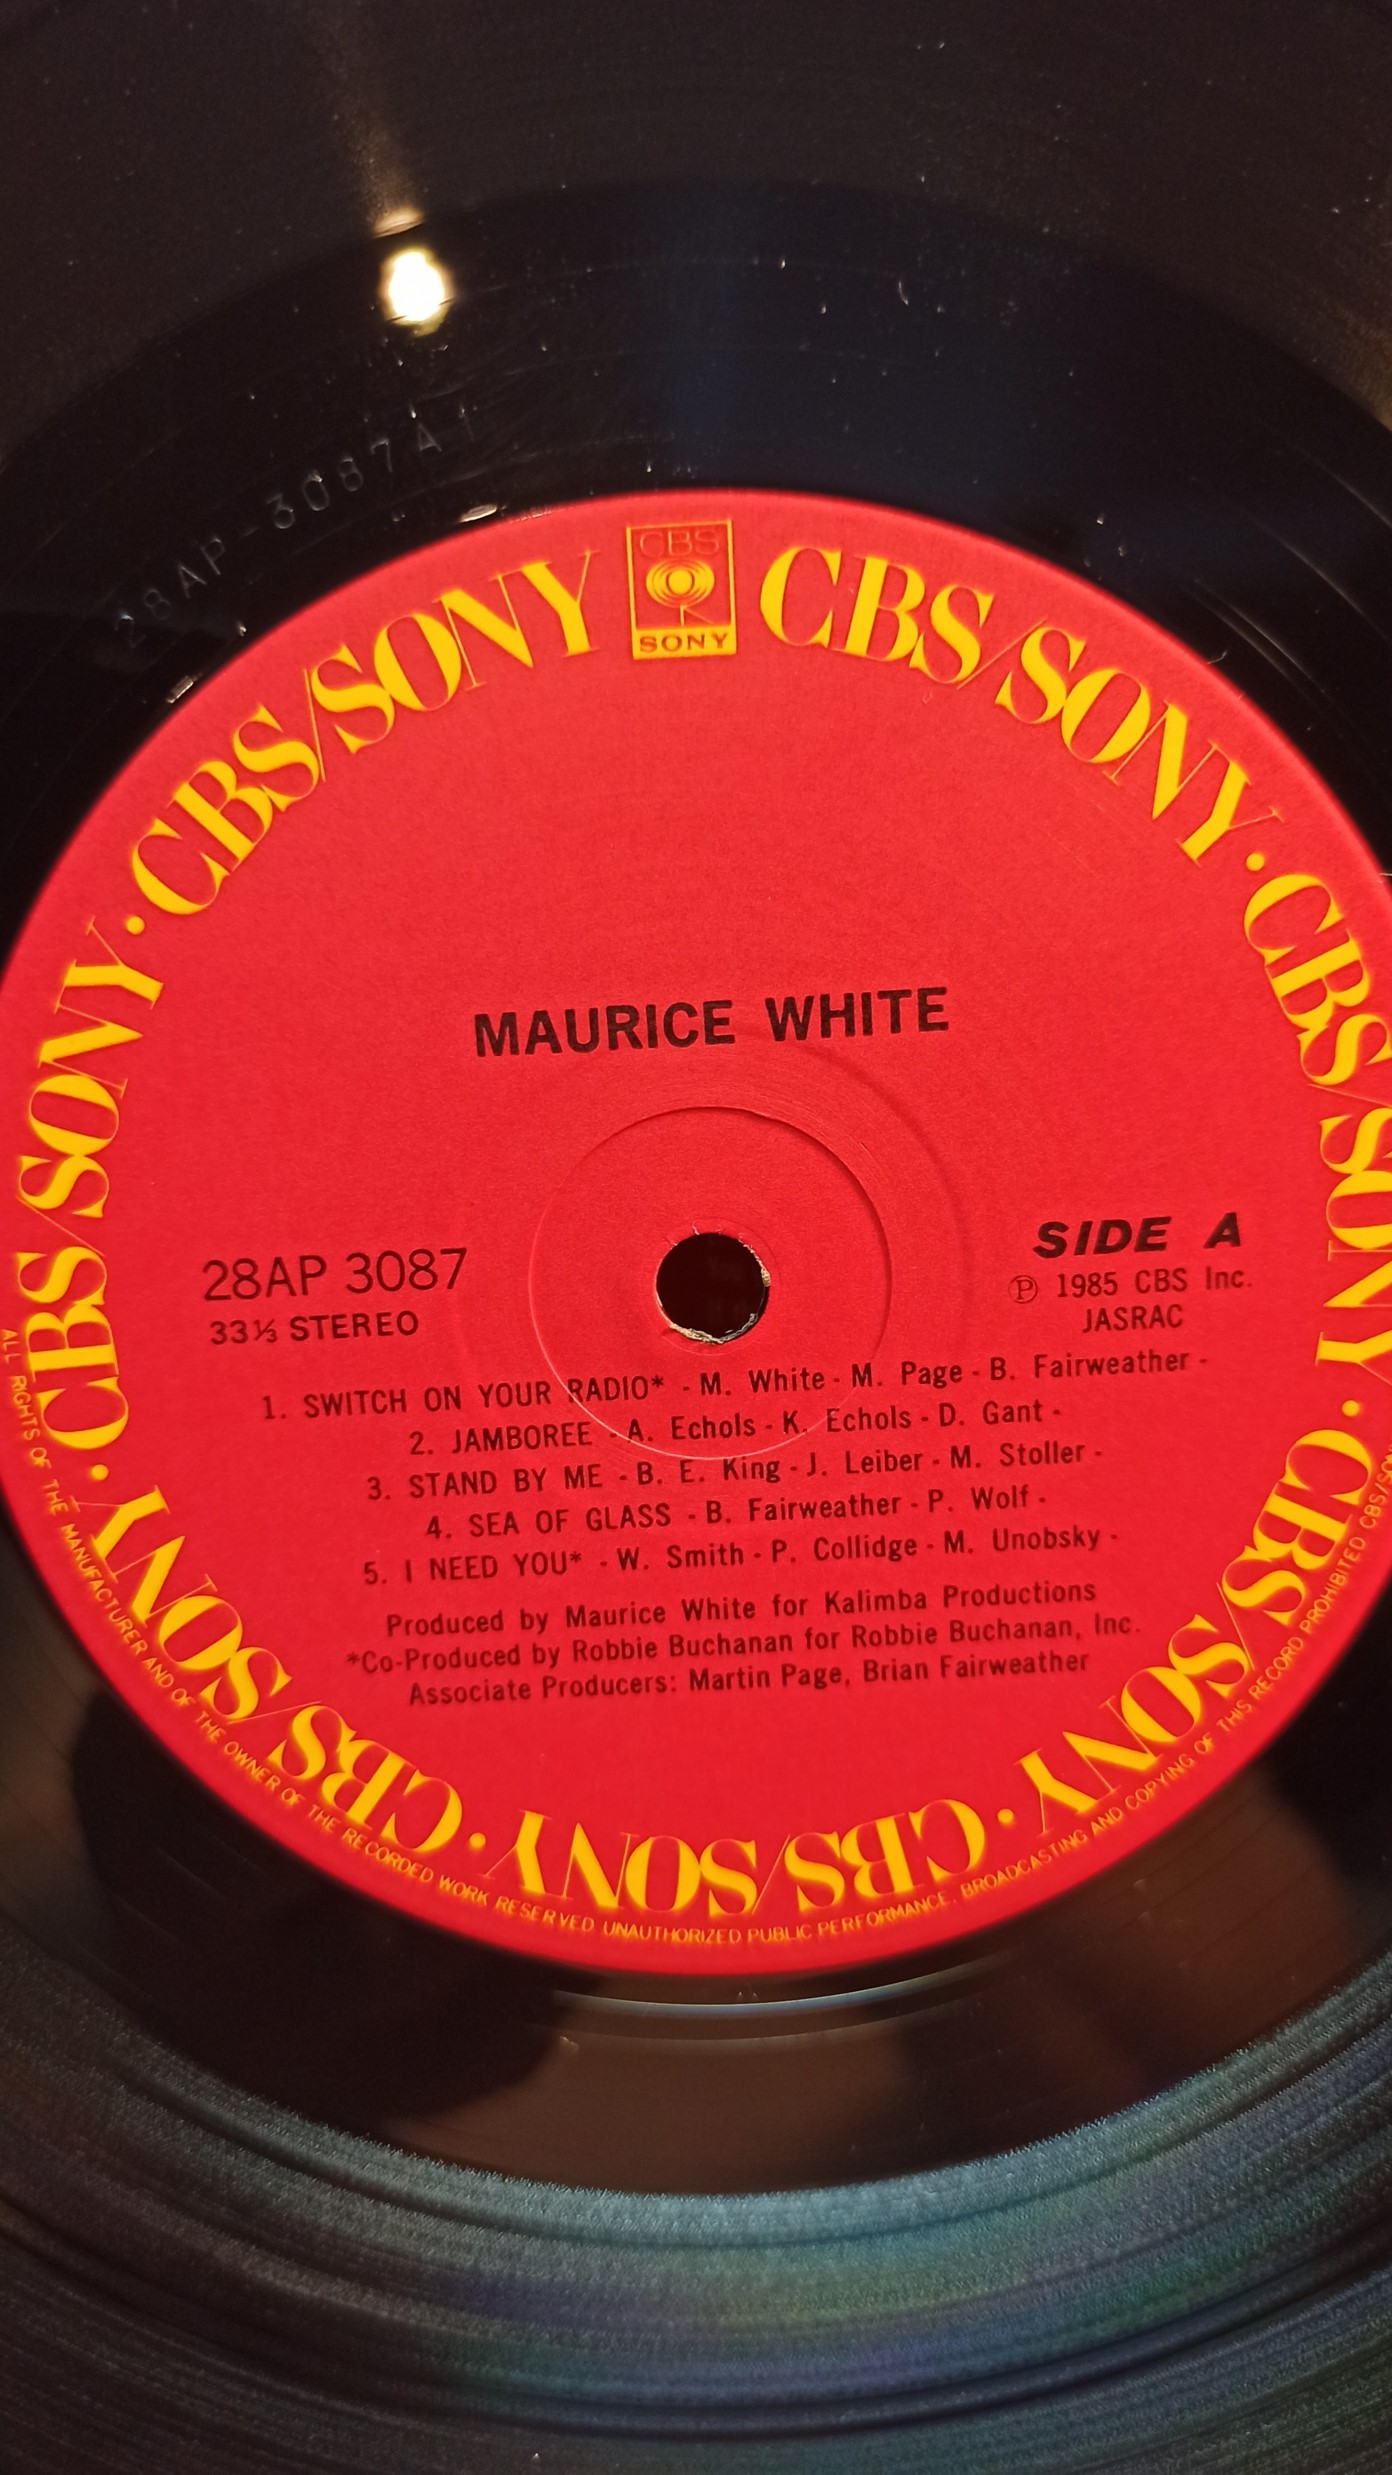 28AP-3087A1
CBS
SONY
CBS/SONY · CBS/SONY · CBS/SONY · CBS/SONY · CBS/SONY · CBS/SONY · CBS/SONY
MAURICE WHITE
28AP 3087
33⅓ STEREO
SIDE A
Ⓟ 1985 CBS Inc.
JASRAC
1. SWITCH ON YOUR RADIO* - M. White - M. Page - B. Fairweather -
2. JAMBOREE - A. Echols - K. Echols - D. Gant -
3. STAND BY ME - B. E. King - J. Leiber - M. Stoller -
4. SEA OF GLASS - B. Fairweather - P. Wolf -
5. I NEED YOU* - W. Smith - P. Collidge - M. Unobsky -
Produced by Maurice White for Kalimba Productions
*Co-Produced by Robbie Buchanan for Robbie Buchanan, Inc.
Associate Producers: Martin Page, Brian Fairweather
ALL RIGHTS OF THE MANUFACTURER AND OF THE OWNER OF THE RECORDED WORK RESERVED UNAUTHORIZED PUBLIC PERFORMANCE. BROADCASTING AND COPYING OF THIS RECORD PROHIBITED